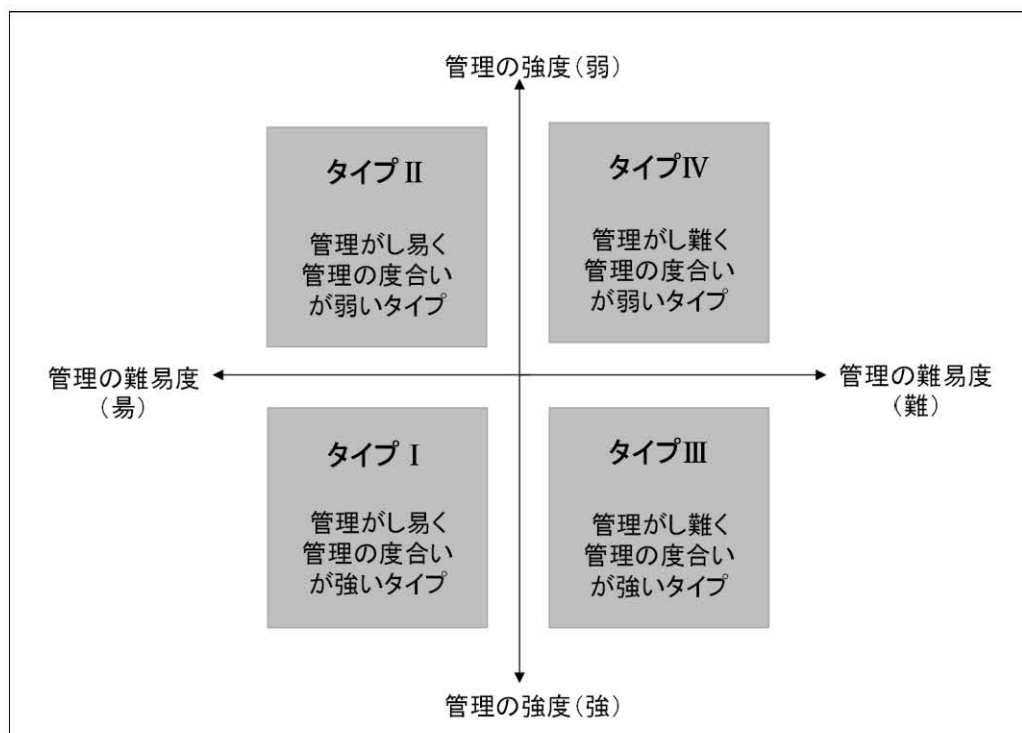 管理の強度(弱)
タイプ Ⅱ
管理がし易く
管理の度合い
が弱いタイプ
タイプⅣ
管理がし難く
管理の度合い
が弱いタイプ
管理の難易度
(易)
管理の難易度
(難)
タイプ Ⅰ
管理がし易く
管理の度合い
が強いタイプ
タイプⅢ
管理がし難く
管理の度合い
が強いタイプ
管理の強度(強)